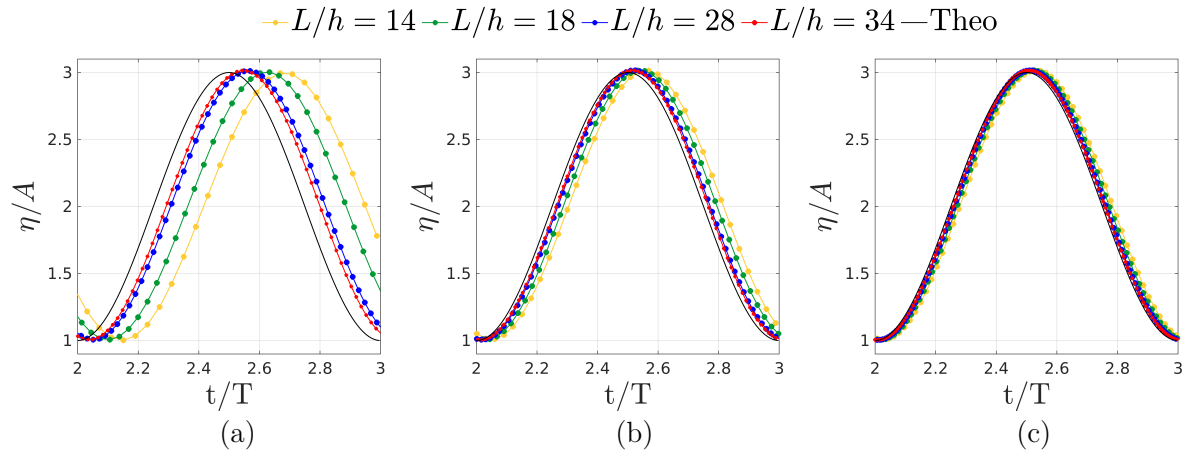 L/h = 14 L/h = 18 L/h = 28 L/h = 34 Theo
3 3 3
2.5 2.5 2.5
η/A 2 η/A 2 η/A 2
1.5 1.5 1.5
1 1 1
2 2.2 2.4 2.6 2.8 3 2 2.2 2.4 2.6 2.8 3 2 2.2 2.4 2.6 2.8 3
t/T t/T t/T
(a) (b) (c)